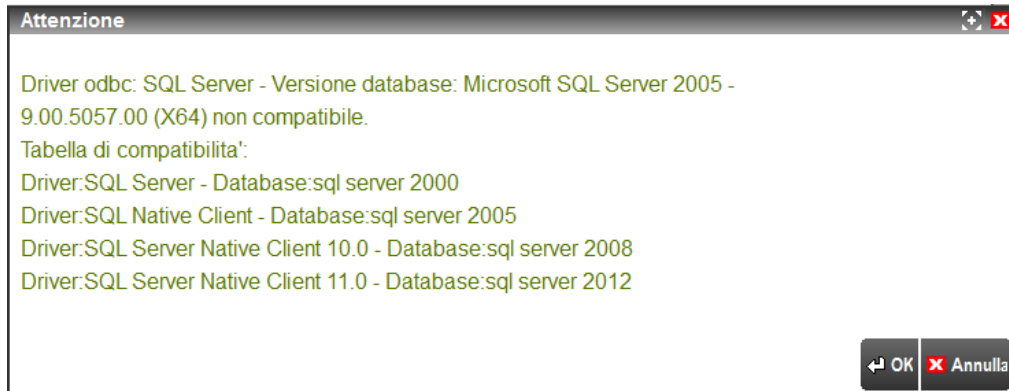 Attenzione
Driver odbc: SQL Server - Versione database: Microsoft SQL Server 2005 -
9.00.5057.00 (X64) non compatibile.
Tabella di compatibilita':
Driver:SQL Server - Database:sql server 2000
Driver:SQL Native Client - Database:sql server 2005
Driver:SQL Server Native Client 10.0 - Database:sql server 2008
Driver:SQL Server Native Client 11.0 - Database:sql server 2012
OK Annulla